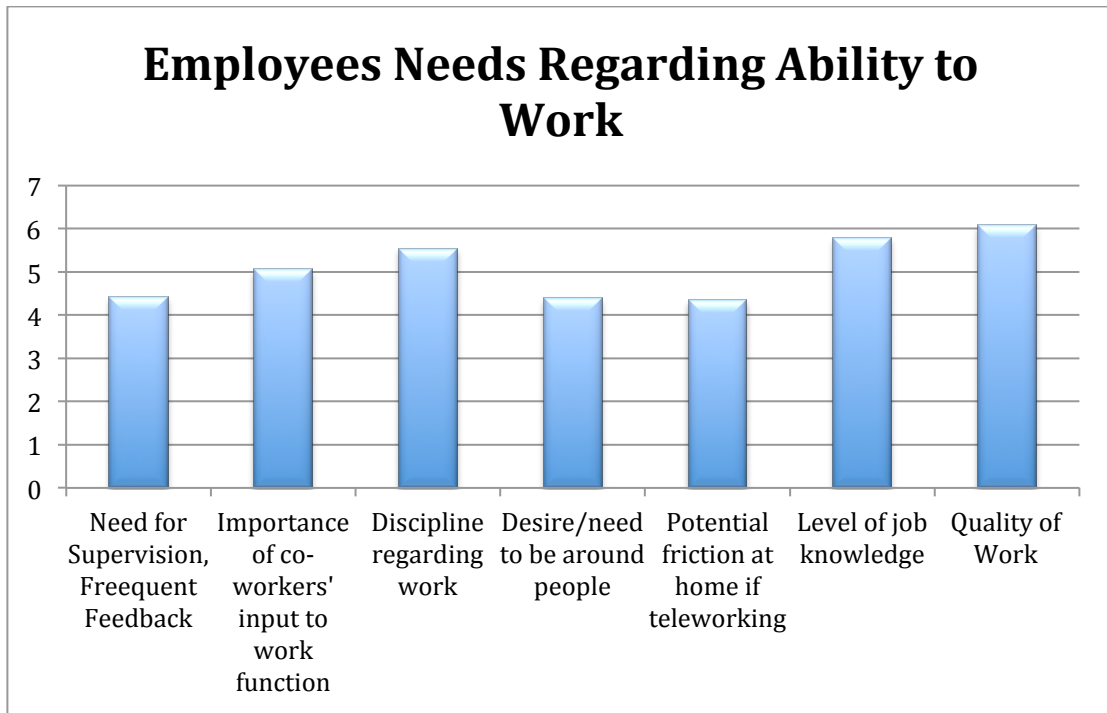 Employees Needs Regarding Ability to
Work
7
6
5
4
3
2
1
0
Need for
Supervision,
Freequent
Feedback
Importance
of co-
workers'
input to
work
function
Discipline
regarding
work
Desire/need
to be around
people
Potential
friction at
home if
teleworking
Level of job
knowledge
Quality of
Work